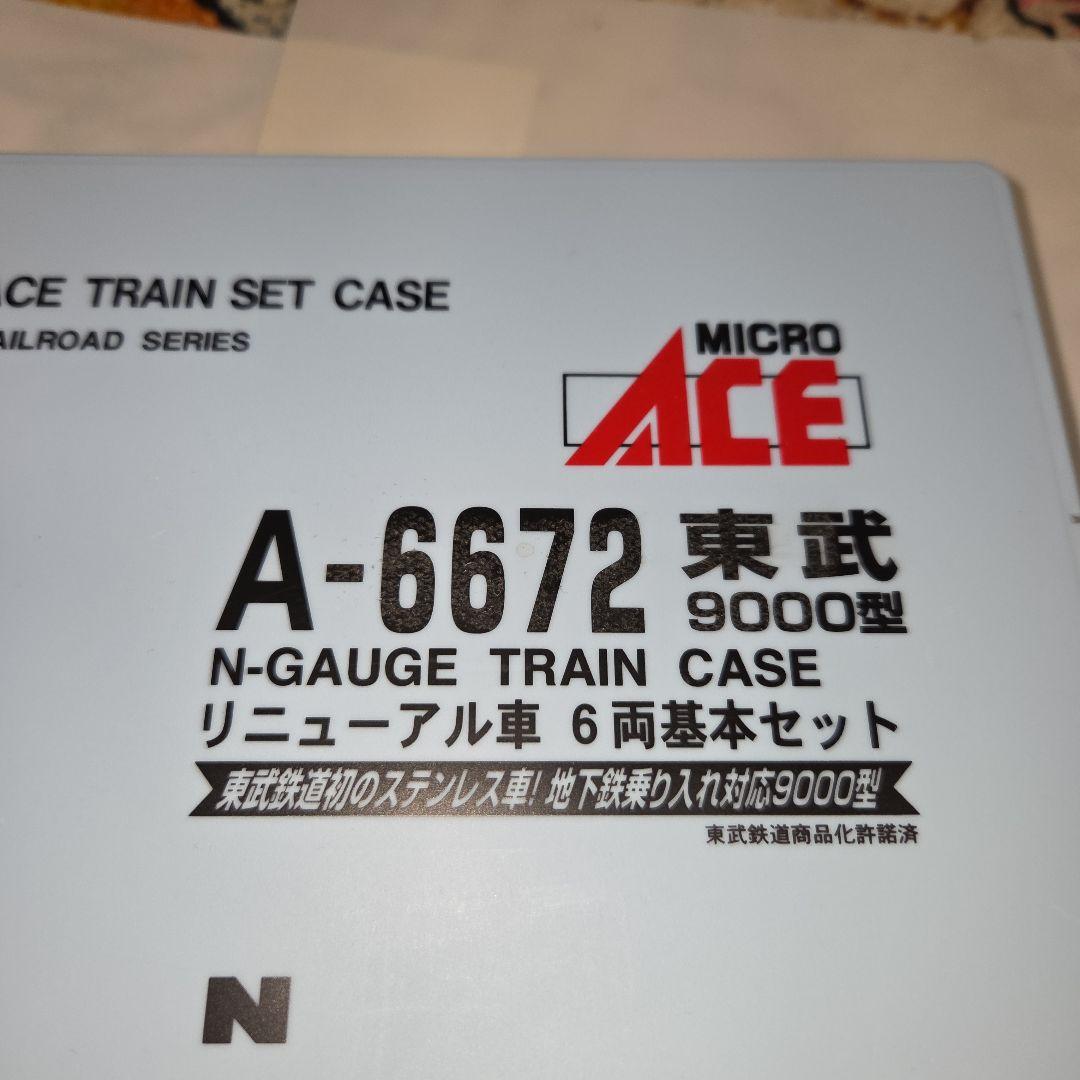 ACE TRAIN SET CASE
AILROAD SERIES
MICRO
ACE
A-6672 東武
9000型
N-GAUGE TRAIN CASE
リニューアル車 6両基本セット
東武鉄道初のステンレス車! 地下鉄乗り入れ対応9000型
東武鉄道商品化許諾済
N